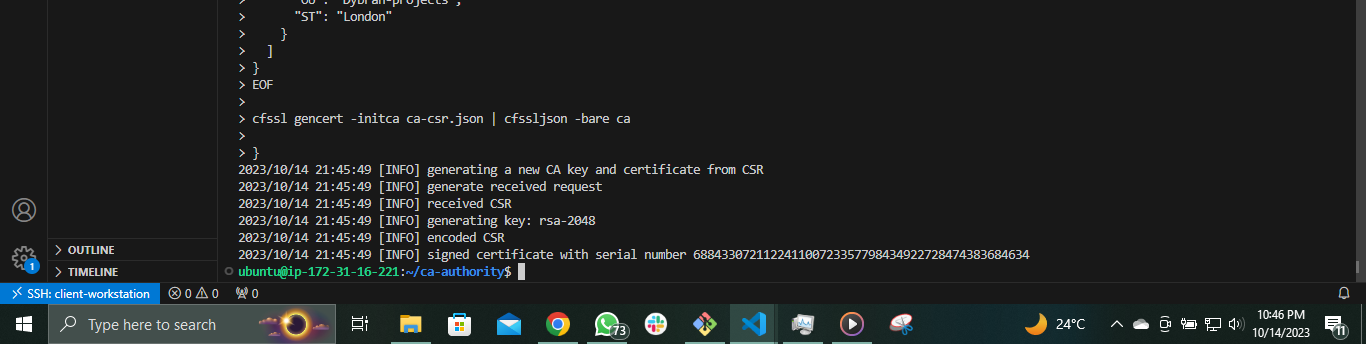 > "OU": "Dybran-projects",
> "ST": "London"
> }
> ]
> }
> EOF
>
> cfssl gencert -initca ca-csr.json | cfssljson -bare ca
>
> }
2023/10/14 21:45:49 [INFO] generating a new CA key and certificate from CSR
2023/10/14 21:45:49 [INFO] generate received request
2023/10/14 21:45:49 [INFO] received CSR
2023/10/14 21:45:49 [INFO] generating key: rsa-2048
2023/10/14 21:45:49 [INFO] encoded CSR
2023/10/14 21:45:49 [INFO] signed certificate with serial number 688433072112241100723357798434922728474383684634
ubuntu@ip-172-31-16-221:~/ca-authority$
OUTLINE
TIMELINE
1
SSH: client-workstation 0 0 0
Type here to search
73
24°C
10:46 PM
10/14/2023
11